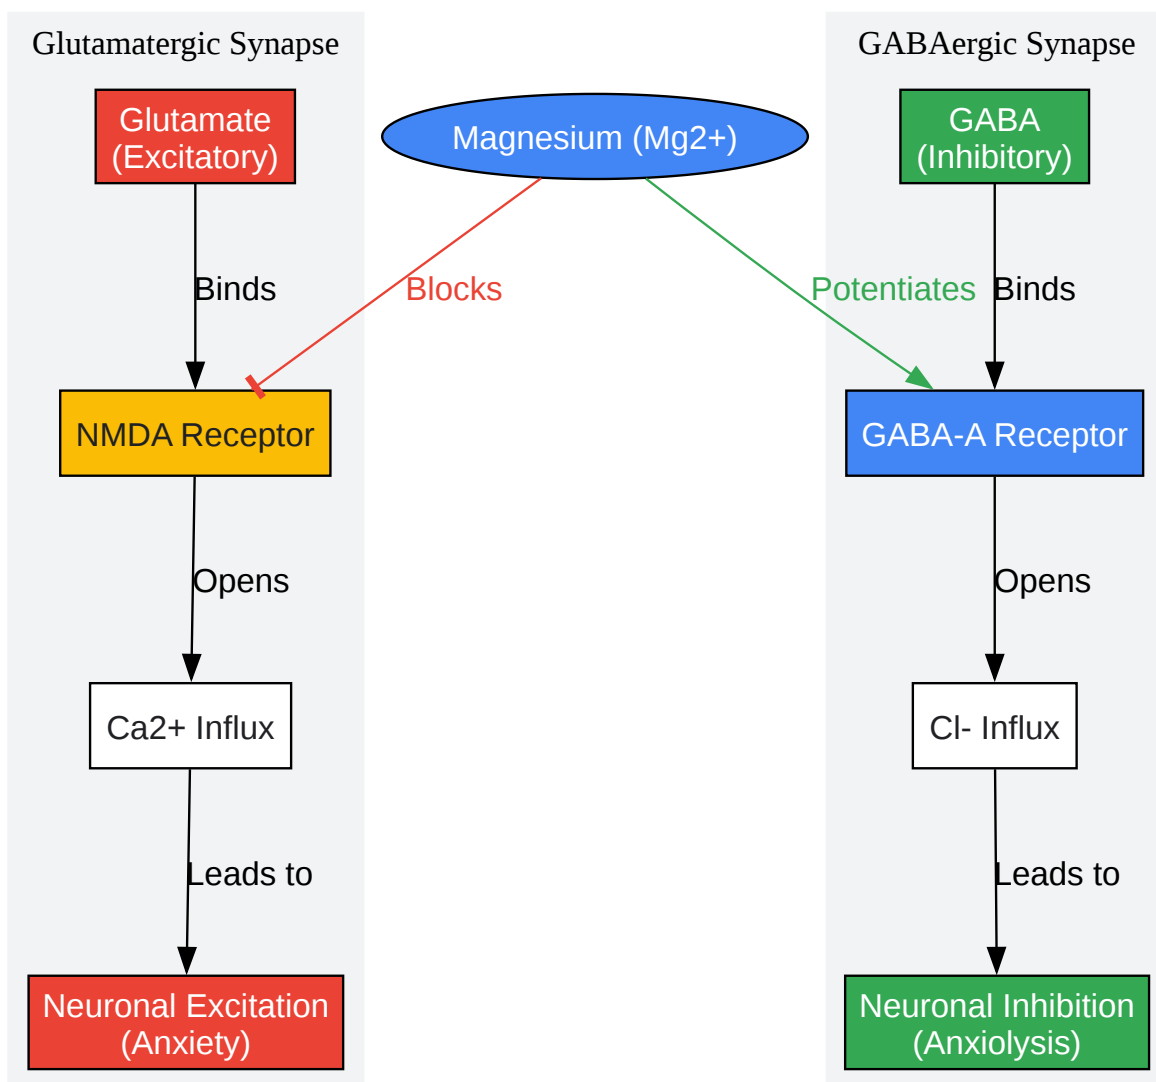 Glutamatergic Synapse
GABAergic Synapse
Glutamate
(Excitatory)
Magnesium (Mg2+)
GABA
(Inhibitory)
Binds
Blocks
Potentiates
Binds
NMDA Receptor
GABA-A Receptor
Opens
Opens
Ca2+ Influx
Cl- Influx
Leads to
Leads to
Neuronal Excitation
(Anxiety)
Neuronal Inhibition
(Anxiolysis)